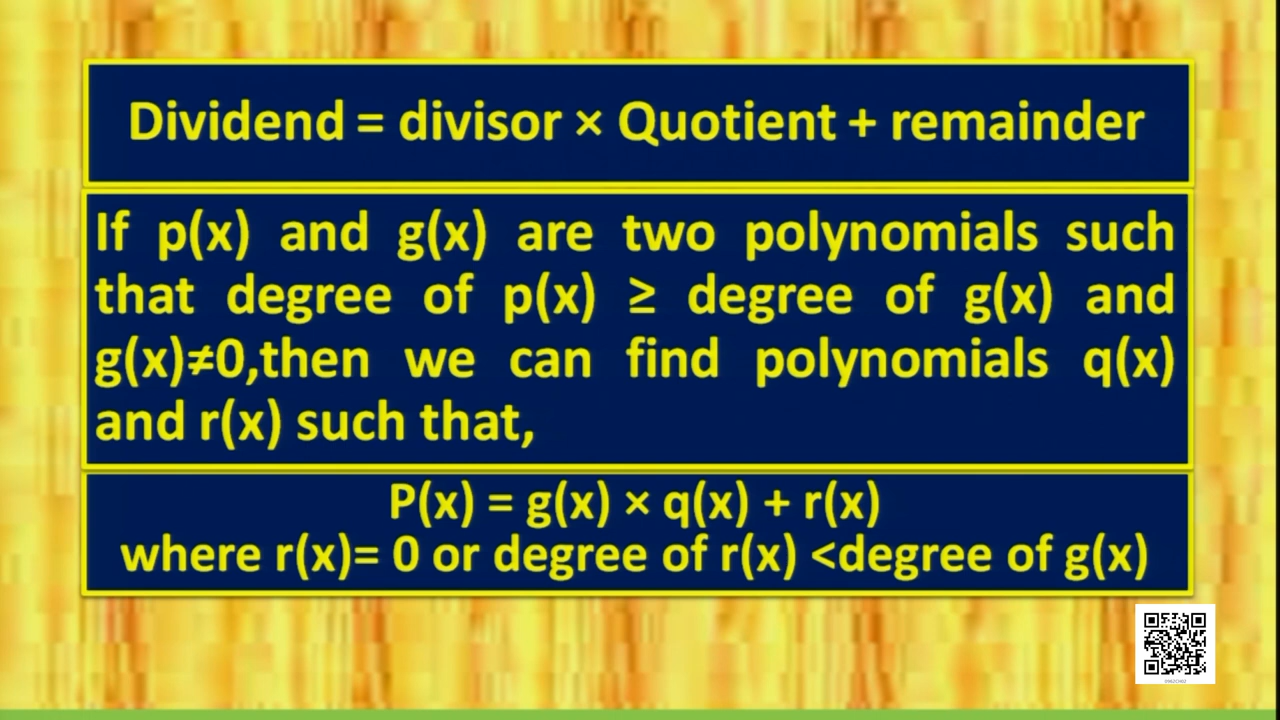 Dividend = divisor × Quotient + remainder
If p(x) and g(x) are two polynomials such
that degree of p(x) ≥ degree of g(x) and
g(x)≠0,then we can find polynomials q(x)
and r(x) such that,
P(x) = g(x) × q(x) + r(x)
where r(x)= 0 or degree of r(x) <degree of g(x)